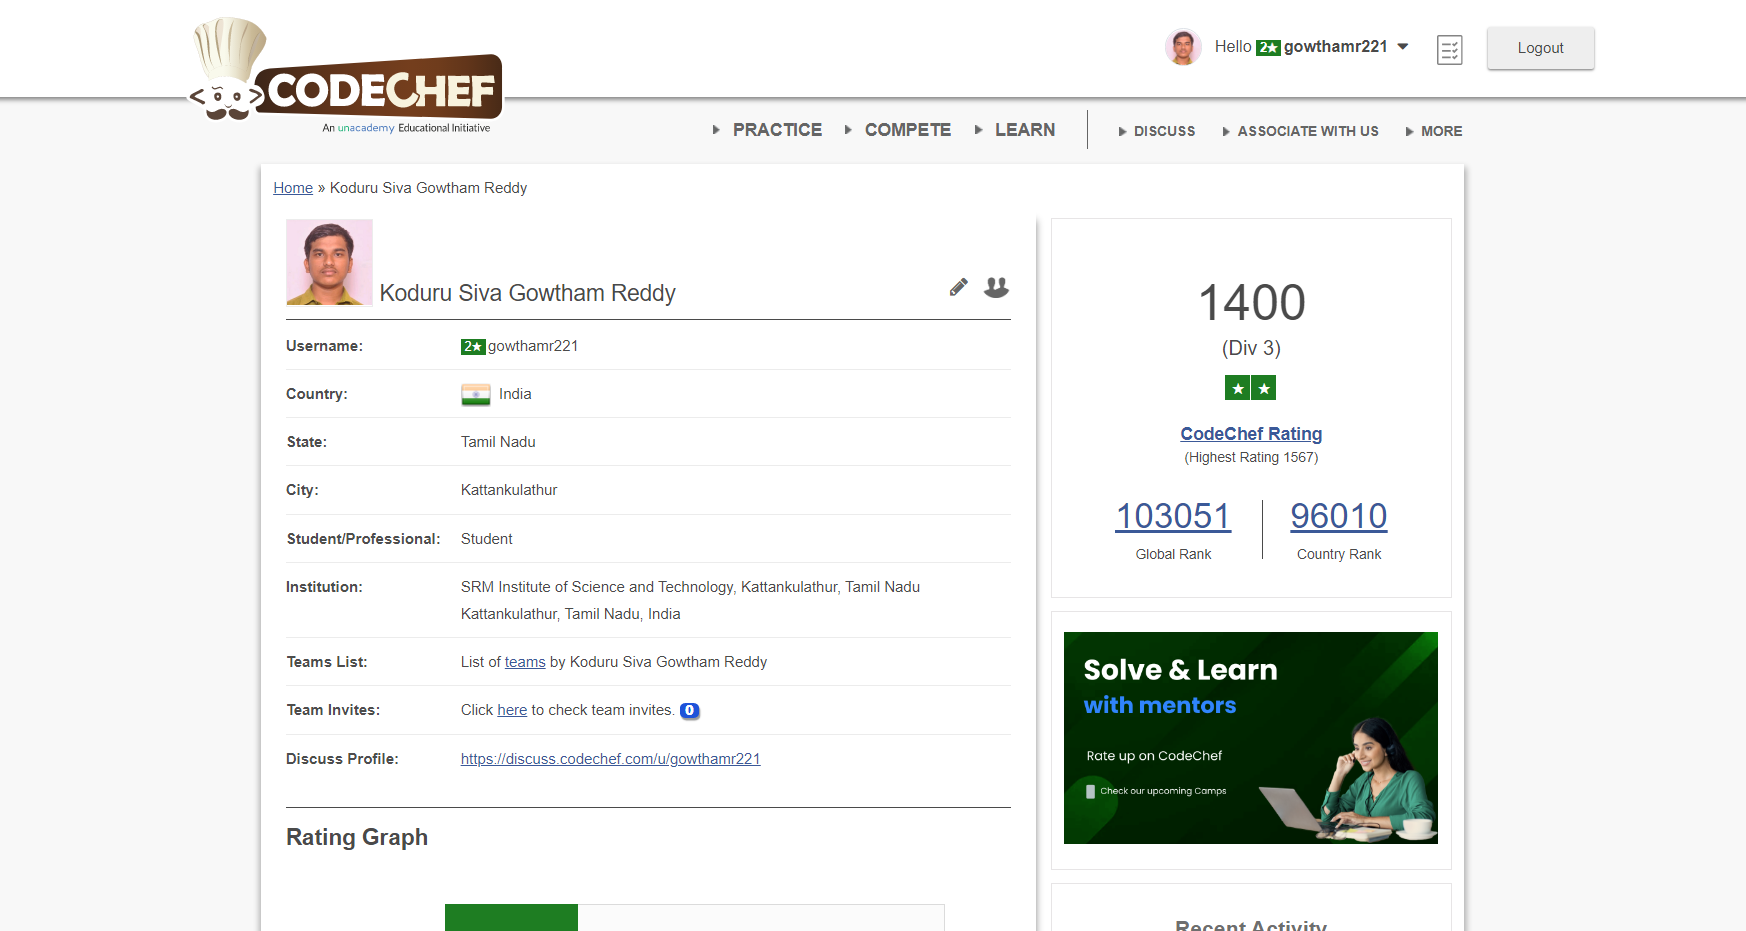 CODECHEF
An unacademy Educational Initiative
Hello 2★ gowthamr221
Logout
PRACTICE COMPETE LEARN DISCUSS ASSOCIATE WITH US MORE
Home » Koduru Siva Gowtham Reddy
Koduru Siva Gowtham Reddy
Username: 2★ gowthamr221
Country: India
State: Tamil Nadu
City: Kattankulathur
Student/Professional: Student
Institution: SRM Institute of Science and Technology, Kattankulathur, Tamil Nadu
Kattankulathur, Tamil Nadu, India
Teams List: List of teams by Koduru Siva Gowtham Reddy
Team Invites: Click here to check team invites. 0
Discuss Profile: https://discuss.codechef.com/u/gowthamr221
Rating Graph
1400
(Div 3)
★ ★
CodeChef Rating
(Highest Rating 1567)
103051 96010
Global Rank Country Rank
Solve & Learn
with mentors
Rate up on CodeChef
Check our upcoming Camps
Recent Activity